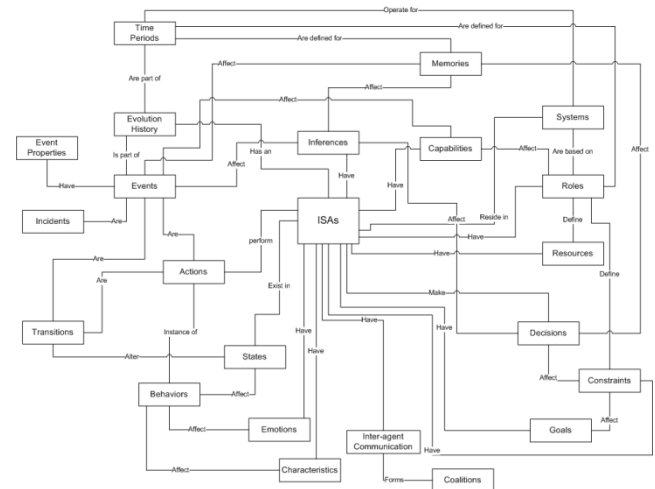 Operate for
Time
Periods
Are defined for
Are defined for
Affect
Memories
Are part of
Affect
Evolution
History
Systems
Event
Properties
Is part of
Has an
Inferences
Capabilities
Affect
Are based on
Affect
Affect
Have
Events
Have
Have
Roles
Incidents
Are
ISAs
Affect
Reside in
Are
Have
Define
perform
Have
Resources
Are
Actions
Are
Exist in
Define
Make
Transitions
Instance of
Have
Have
Have
Decisions
Alter
States
Affect
Constraints
Behaviors
Affect
Affect
Affect
Emotions
Inter-agent
Communication
Goals
Have
Affect
Characteristics
Forms
Coalitions